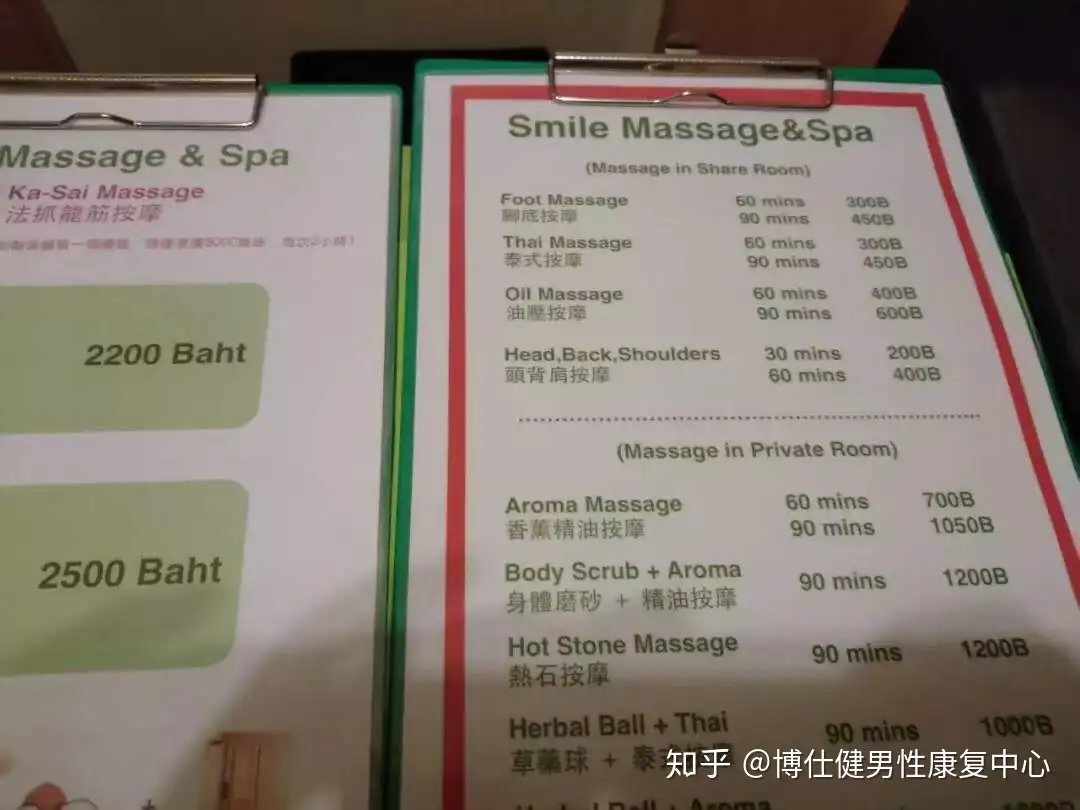 Massage & Spa
Ka-Sai Massage
法抓龍筋按摩
2200 Baht
2500 Baht
Smile Massage&Spa
(Massage in Share Room)
Foot Massage 60 mins 300B
腳底按摩 90 mins 450B
Thai Massage 60 mins 300B
泰式按摩 90 mins 450B
Oil Massage 60 mins 400B
油壓按摩 90 mins 600B
Head,Back,Shoulders 30 mins 200B
頭背肩按摩 60 mins 400B
(Massage in Private Room)
Aroma Massage 60 mins 700B
香薰精油按摩 90 mins 1050B
Body Scrub + Aroma 90 mins 1200B
身體磨砂 + 精油按摩
Hot Stone Massage 90 mins 1200B
熱石按摩
Herbal Ball + Thai 90 mins 1000B
草藥球 + 泰式按摩
Herbal Ball + Aroma
知乎 @博仕健男性康复中心